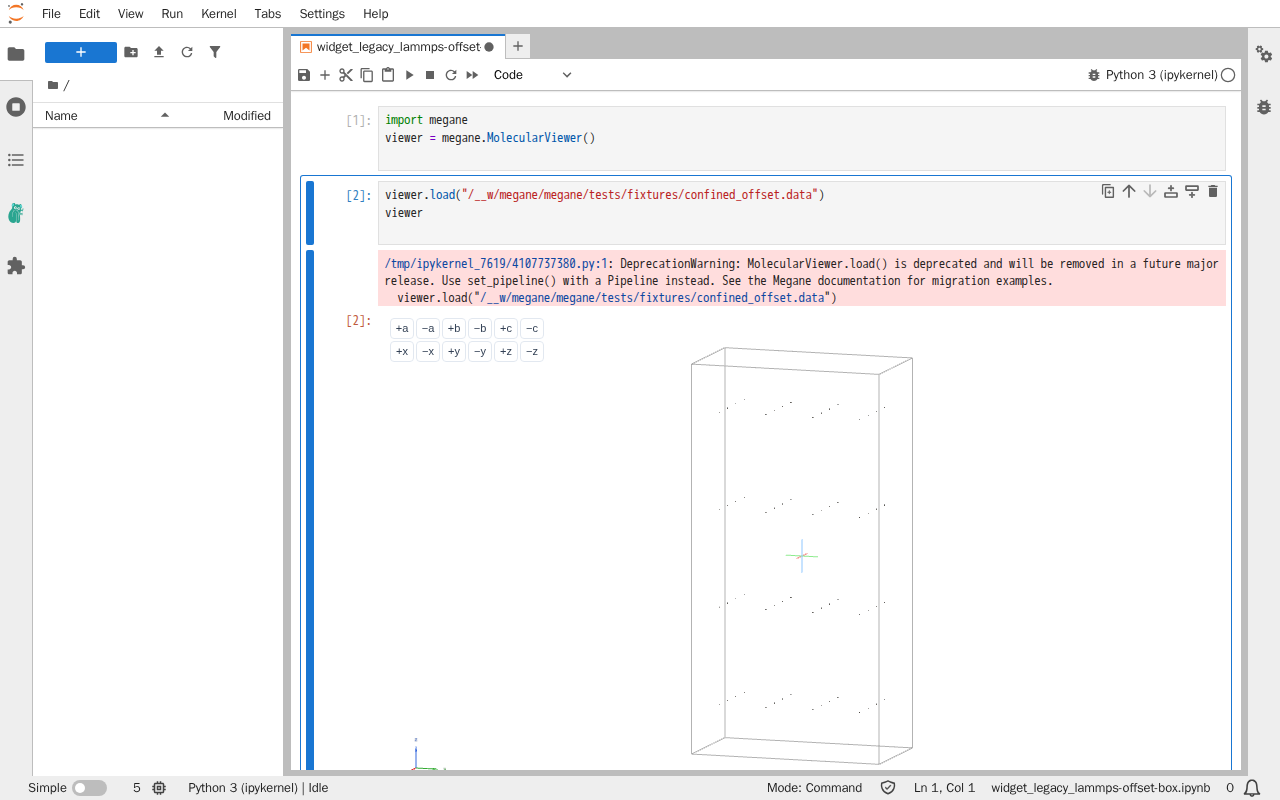 File Edit View Run Kernel Tabs Settings Help
widget_legacy_lammps-offset-
Code
Python 3 (ipykernel)
/
Name Modified
[1]:
import megane
viewer = megane.MolecularViewer()
[2]:
viewer.load("/__w/megane/megane/tests/fixtures/confined_offset.data")
viewer
/tmp/ipykernel_7619/4107737380.py:1: DeprecationWarning: MolecularViewer.load() is deprecated and will be removed in a future major
release. Use set_pipeline() with a Pipeline instead. See the Megane documentation for migration examples.
viewer.load("/__w/megane/megane/tests/fixtures/confined_offset.data")
[2]:
+a −a +b −b +c −c
+x −x +y −y +z −z
Simple 5 Python 3 (ipykernel) | Idle Mode: Command Ln 1, Col 1 widget_legacy_lammps-offset-box.ipynb 0